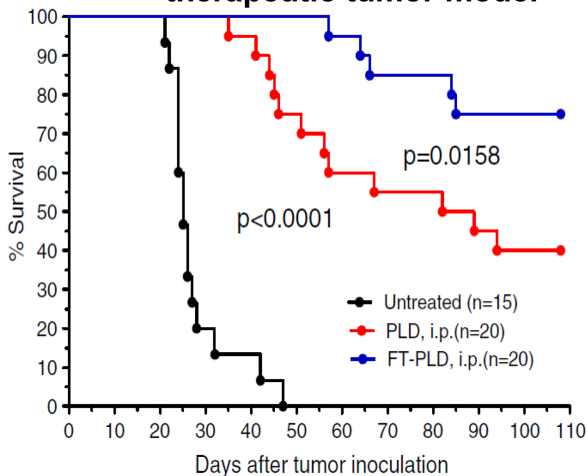 therapeutic tumor model
100
90
80
70
60
50
40
30
20
10
0
% Survival
p=0.0158
p<0.0001
Untreated (n=15)
PLD, i.p.(n=20)
FT-PLD, i.p.(n=20)
0 10 20 30 40 50 60 70 80 90 100 110
Days after tumor inoculation